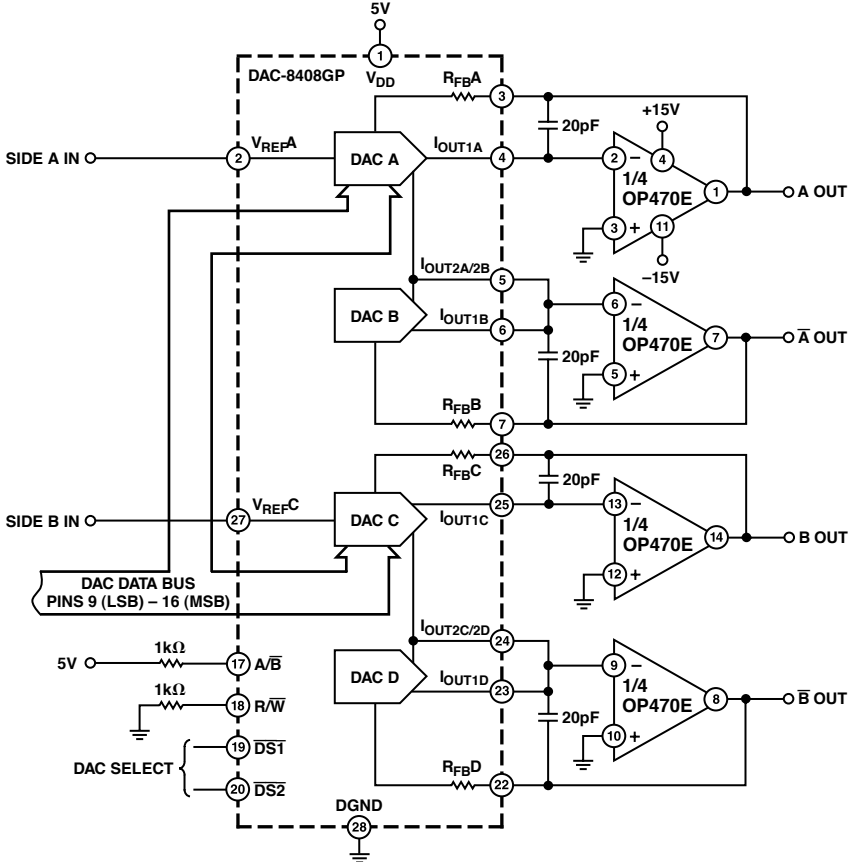 5V
1
DAC-8408GP
VDD
RFBA
3
20pF
+15V
4
SIDE A IN
2
VREFA
DAC A
IOUT1A
4
2
–
1/4
OP470E
1
A OUT
3
+
11
–15V
IOUT2A/2B
5
DAC B
IOUT1B
6
20pF
6
–
1/4
OP470E
7
A̅ OUT
5
+
RFBB
7
RFBC
26
20pF
SIDE B IN
27
VREFC
DAC C
IOUT1C
25
13
–
1/4
OP470E
14
B OUT
12
+
DAC DATA BUS
PINS 9 (LSB) – 16 (MSB)
IOUT2C/2D
24
5V
1kΩ
17
A/B̅
DAC D
IOUT1D
23
20pF
9
–
1/4
OP470E
8
B̅ OUT
10
+
1kΩ
18
R/W̅
DAC SELECT
19
D̅S̅1̅
20
D̅S̅2̅
RFBD
22
DGND
28